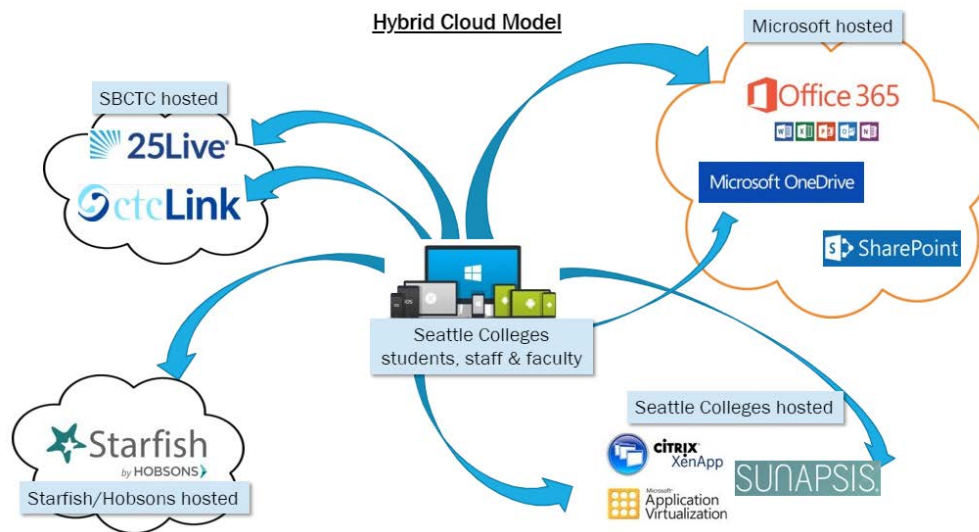 Hybrid Cloud Model
Microsoft hosted
Office 365
SBCTC hosted
25Live®
ctcLink
Microsoft OneDrive
SharePoint
Seattle Colleges
students, staff & faculty
Seattle Colleges hosted
Starfish
by HOBSONS
Starfish/Hobsons hosted
CITRIX®
XenApp
SUNAPSIS®
Microsoft®
Application
Virtualization